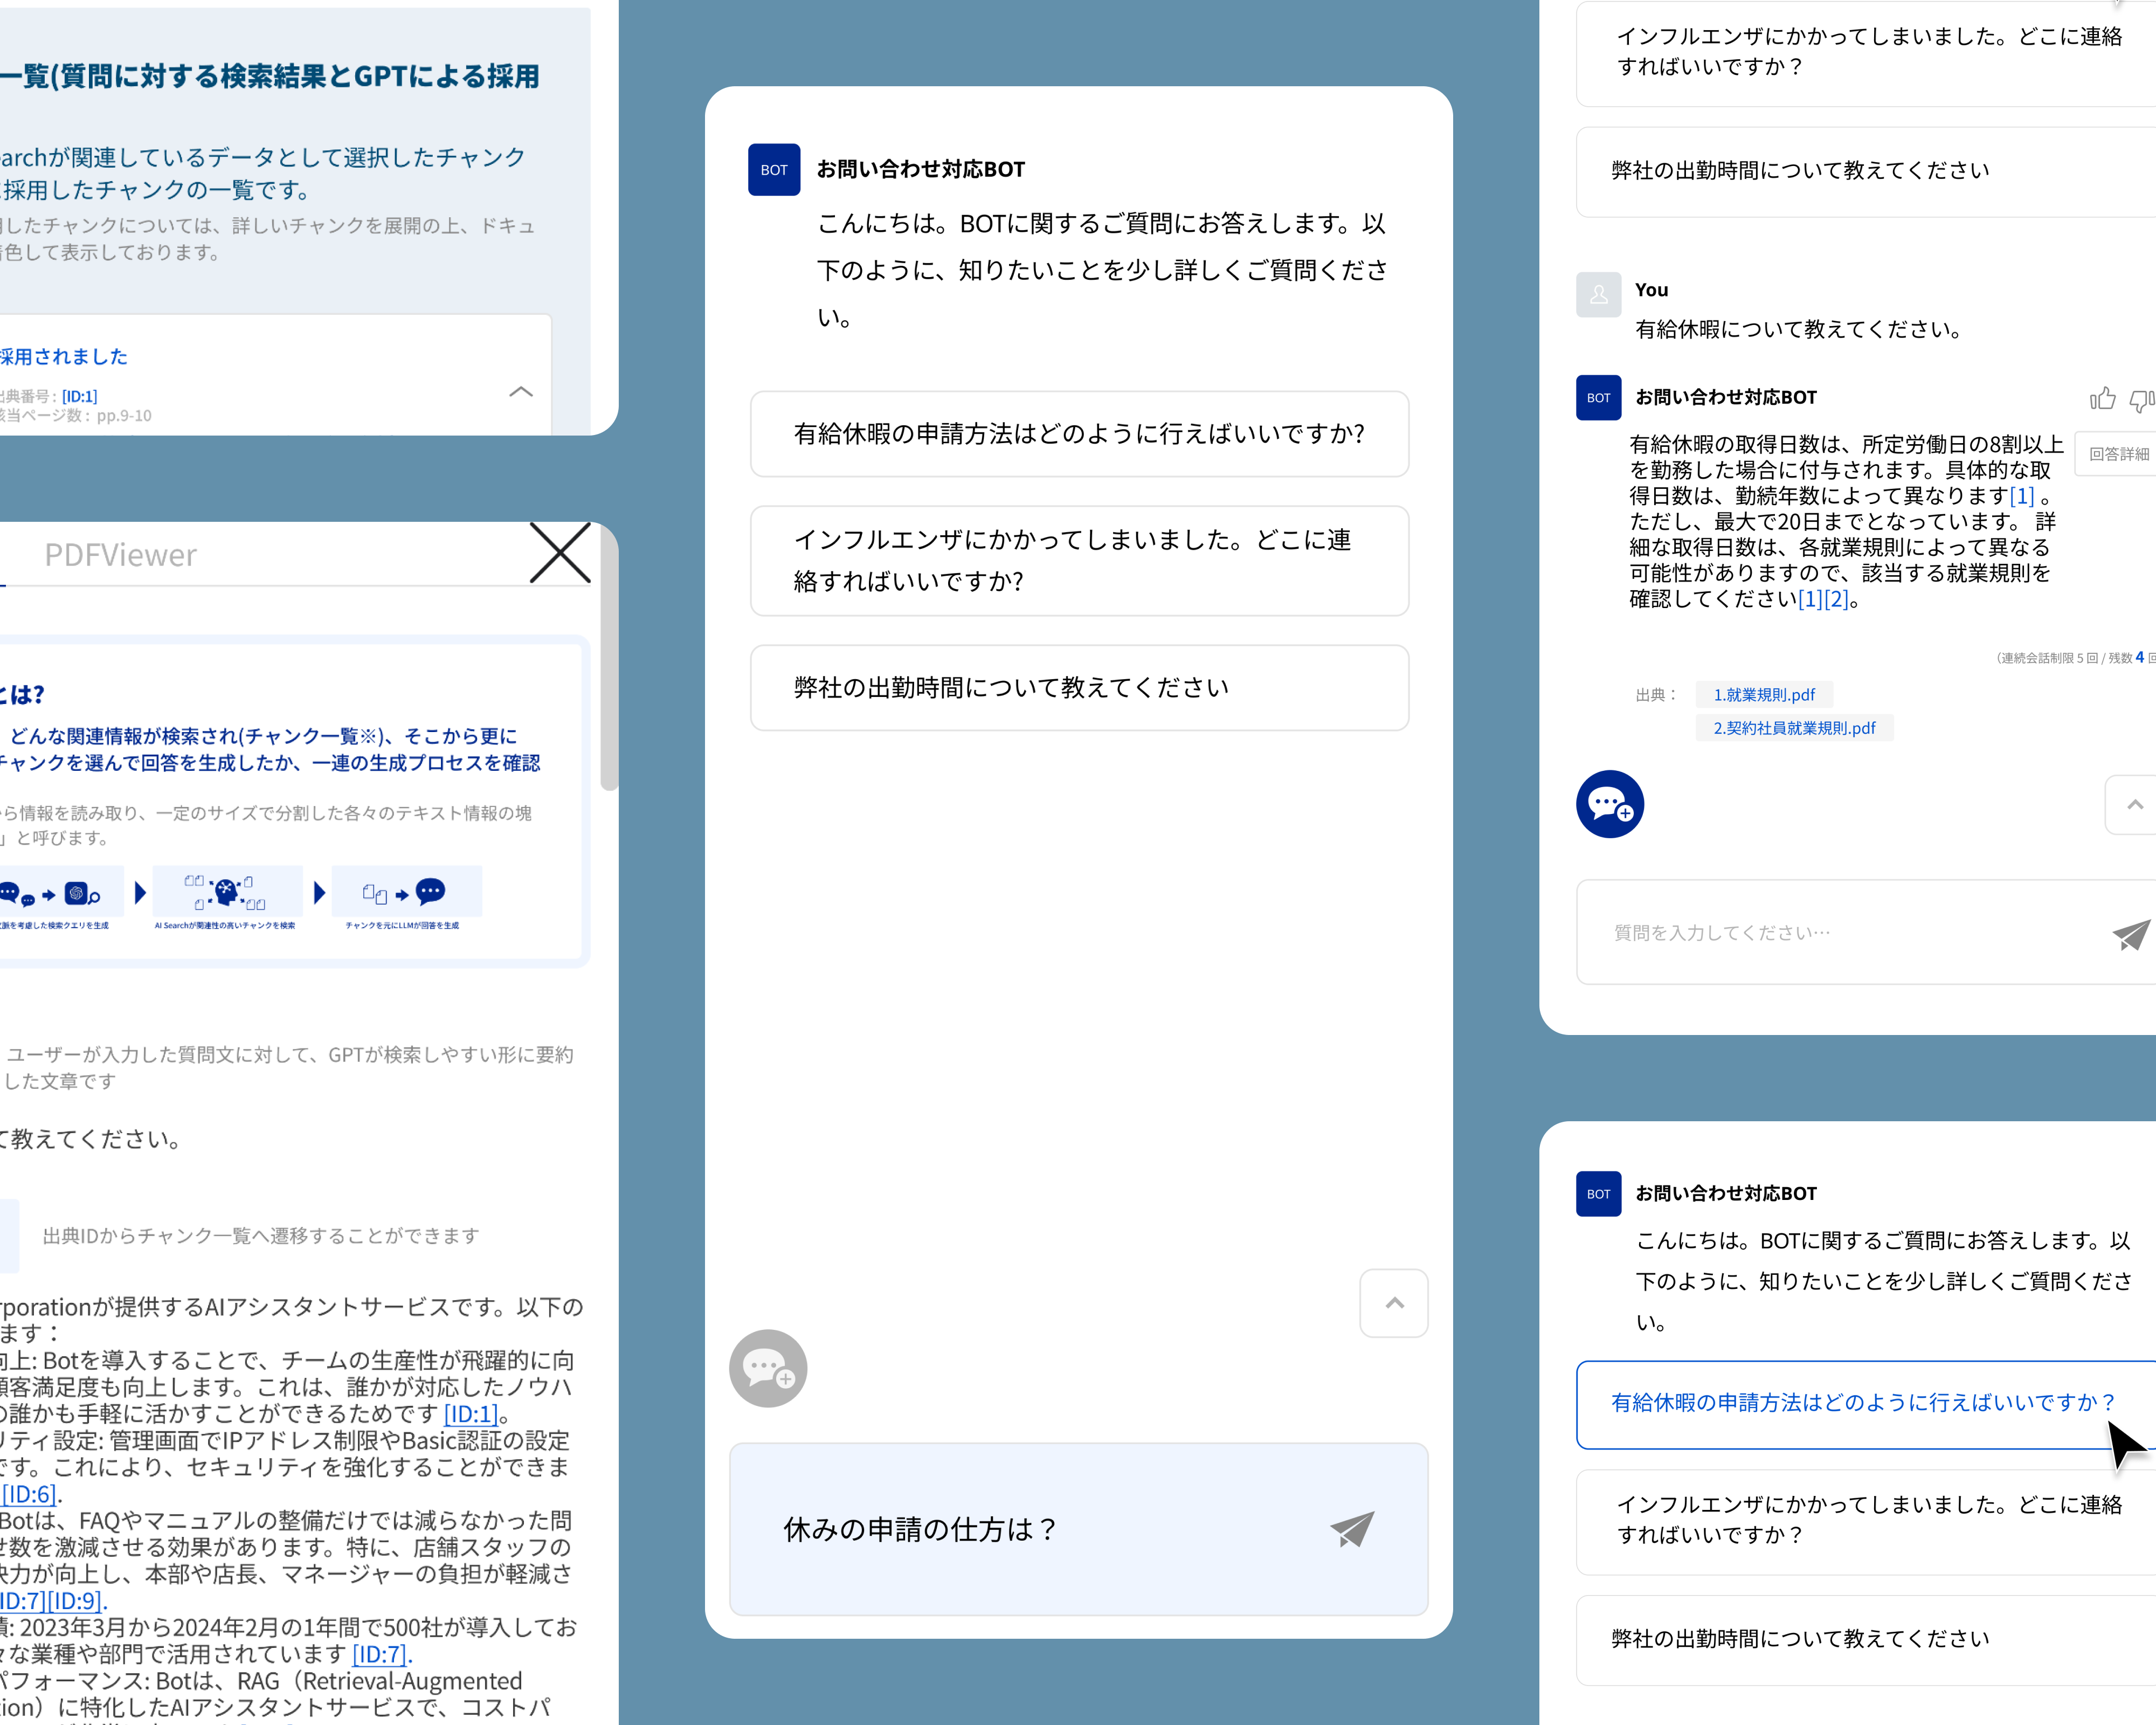 一覧(質問に対する検索結果とGPTによる採用
archが関連しているデータとして選択したチャンク
採用したチャンクの一覧です。
したチャンクについては、詳しいチャンクを展開の上、ドキュ
色して表示しております。
採用されました
出典番号 : [ID:1]
該当ページ数 : pp.9-10
PDFViewer
とは?
どんな関連情報が検索され(チャンク一覧※)、そこから更に
チャンクを選んで回答を生成したか、一連の生成プロセスを確認
ら情報を読み取り、一定のサイズで分割した各々のテキスト情報の塊
」と呼びます。
脈を考慮した検索クエリを生成
AI Searchが関連性の高いチャンクを検索
チャンクを元にLLMが回答を生成
ユーザーが入力した質問文に対して、GPTが検索しやすい形に要約
した文章です
て教えてください。
出典IDからチャンク一覧へ遷移することができます
rporationが提供するAIアシスタントサービスです。以下の
ます：
向上: Botを導入することで、チームの生産性が飛躍的に向
顧客満足度も向上します。これは、誰かが対応したノウハ
の誰かも手軽に活かすことができるためです [ID:1]。
リティ設定: 管理画面でIPアドレス制限やBasic認証の設定
です。これにより、セキュリティを強化することができま
[ID:6].
Botは、FAQやマニュアルの整備だけでは減らなかった問
せ数を激減させる効果があります。特に、店舗スタッフの
決力が向上し、本部や店長、マネージャーの負担が軽減さ
ID:7][ID:9].
績: 2023年3月から2024年2月の1年間で500社が導入してお
々な業種や部門で活用されています [ID:7].
パフォーマンス: Botは、RAG（Retrieval-Augmented
tion）に特化したAIアシスタントサービスで、コストパ
BOT
お問い合わせ対応BOT
こんにちは。BOTに関するご質問にお答えします。以
下のように、知りたいことを少し詳しくご質問くださ
い。
有給休暇の申請方法はどのように行えばいいですか?
インフルエンザにかかってしまいました。どこに連
絡すればいいですか?
弊社の出勤時間について教えてください
休みの申請の仕方は？
インフルエンザにかかってしまいました。どこに連絡
すればいいですか？
弊社の出勤時間について教えてください
You
有給休暇について教えてください。
BOT
お問い合わせ対応BOT
有給休暇の取得日数は、所定労働日の8割以上
を勤務した場合に付与されます。具体的な取
得日数は、勤続年数によって異なります[1] 。
ただし、最大で20日までとなっています。 詳
細な取得日数は、各就業規則によって異なる
可能性がありますので、該当する就業規則を
確認してください[1][2]。
回答詳細
（連続会話制限 5 回 / 残数 4 回
出典：
1.就業規則.pdf
2.契約社員就業規則.pdf
質問を入力してください…
BOT
お問い合わせ対応BOT
こんにちは。BOTに関するご質問にお答えします。以
下のように、知りたいことを少し詳しくご質問くださ
い。
有給休暇の申請方法はどのように行えばいいですか？
インフルエンザにかかってしまいました。どこに連絡
すればいいですか？
弊社の出勤時間について教えてください